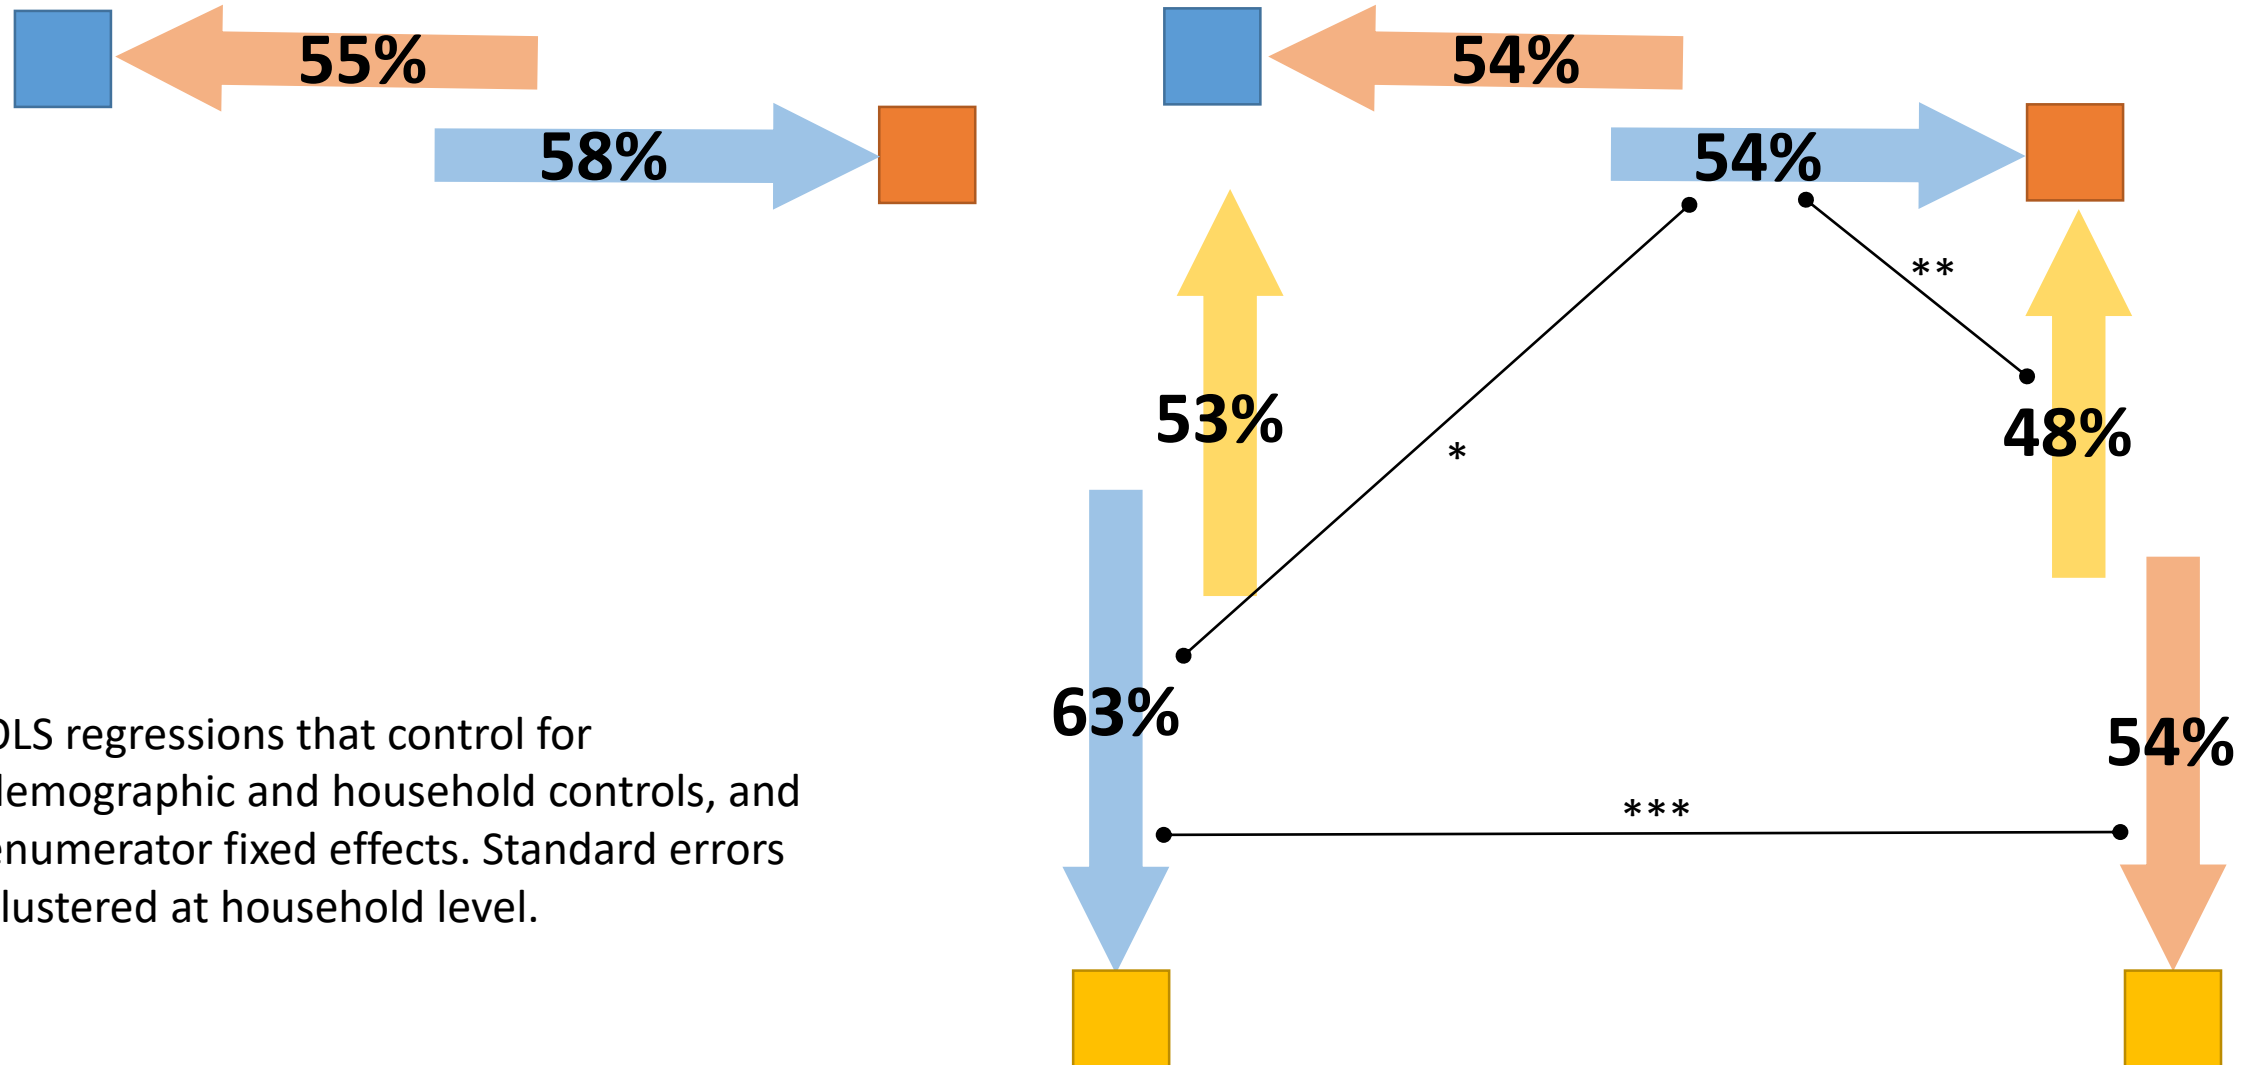 55%
54%
58%
54%
**
53%
48%
*
63%
54%
***
OLS regressions that control for
demographic and household controls, and
enumerator fixed effects. Standard errors
clustered at household level.